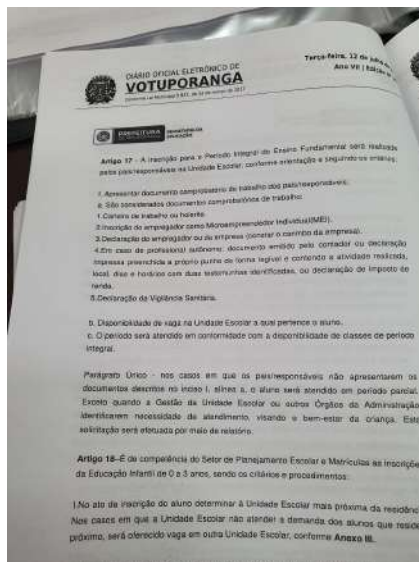 DIÁRIO OFICIAL ELETRÔNICO DE
VOTUPORANGA
Terça-feira, 12 de
Ano VII | Edição
PREFEITURA
SECRETARIA DA
EDUCAÇÃO
Artigo 17 - A inscrição para o Período Integral do Ensino Fundamental será realizada
pelos pais/responsáveis na Unidade Escolar, conforme orientação e seguindo os critérios:
I. Apresentar documento comprobatório de trabalho dos pais/responsáveis;
a. São considerados documentos comprobatórios de trabalho:
1.Carteira de trabalho ou holerite.
2.Inscrição do empregador como Microempreendedor Individual(MEI).
3.Declaração do empregador ou da empresa (constar o carimbo da empresa).
4.Em caso de profissional autônomo: documento emitido pelo contador ou declaração
impressa preenchida a próprio punho de forma legível e contendo a atividade realizada,
local, dias e horários com duas testemunhas identificadas, ou declaração de imposto de
renda.
5.Declaração da Vigilância Sanitária.
b. Disponibilidade de vaga na Unidade Escolar a qual pertence o aluno.
c. O período será atendido em conformidade com a disponibilidade de classes de período
integral.
Parágrafo Único - nos casos em que os pais/responsáveis não apresentarem os
documentos descritos no inciso I, alínea a, o aluno será atendido em período parcial.
Exceto quando a Gestão da Unidade Escolar ou outros Órgãos da Administração
identificarem necessidade de atendimento, visando o bem-estar da criança. Esta
solicitação será efetuada por meio de relatório.
Artigo 18-É de competência do Setor de Planejamento Escolar e Matrículas as inscrições
da Educação Infantil de 0 a 3 anos, sendo os critérios e procedimentos:
I.No ato da inscrição do aluno determinar à Unidade Escolar mais próxima da residênc
Nos casos em que a Unidade Escolar não atender a demanda dos alunos que reside
próximo, será oferecido vaga em outra Unidade Escolar, conforme Anexo III.